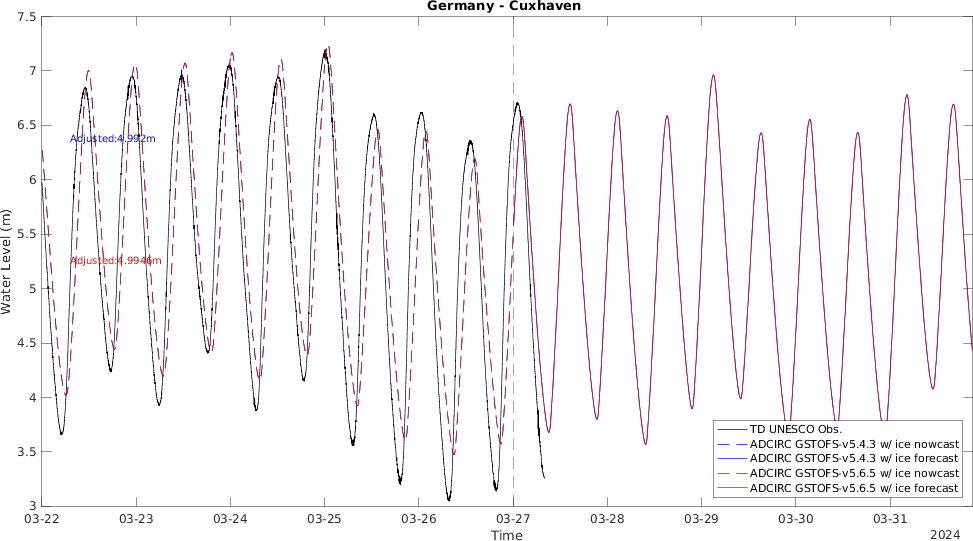 Germany - Cuxhaven
7.5
7
6.5
6
5.5
5
4.5
4
3.5
3
Water Level (m)
Adjusted:4.992m
Adjusted:4.9946m
TD UNESCO Obs.
ADCIRC GSTOFS-v5.4.3 w/ ice nowcast
ADCIRC GSTOFS-v5.4.3 w/ ice forecast
ADCIRC GSTOFS-v5.6.5 w/ ice nowcast
ADCIRC GSTOFS-v5.6.5 w/ ice forecast
03-22 03-23 03-24 03-25 03-26 03-27 03-28 03-29 03-30 03-31
Time
2024